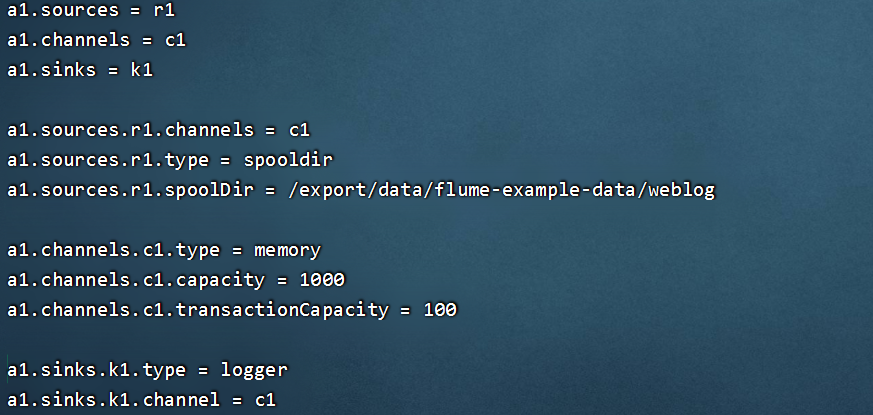 a1.sources = r1
a1.channels = c1
a1.sinks = k1
a1.sources.r1.channels = c1
a1.sources.r1.type = spooldir
a1.sources.r1.spoolDir = /export/data/flume-example-data/weblog
a1.channels.c1.type = memory
a1.channels.c1.capacity = 1000
a1.channels.c1.transactionCapacity = 100
a1.sinks.k1.type = logger
a1.sinks.k1.channel = c1